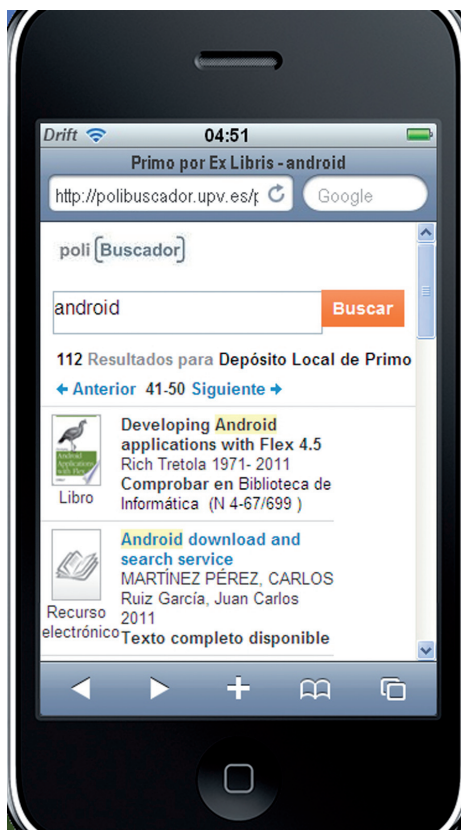 Drift 04:51
Primo por Ex Libris - android
http://polibuscador.upv.es/p Google
poli [Buscador]
android Buscar
112 Resultados para Depósito Local de Primo
Anterior 41-50 Siguiente
Developing Android
applications with Flex 4.5
Rich Tretola 1971- 2011
Comprobar en Biblioteca de
Informática (N 4-67/699 )
Libro
Android download and
search service
MARTÍNEZ PÉREZ, CARLOS
Ruiz García, Juan Carlos
2011
Texto completo disponible
Recurso
electrónico